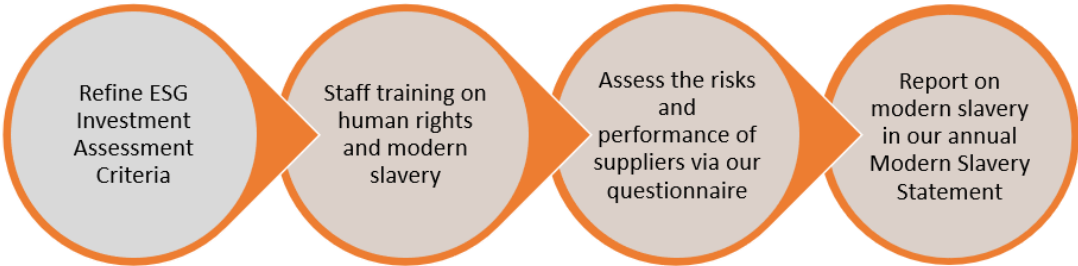 Refine ESG
Investment
Assessment
Criteria
Staff training on
human rights
and modern
slavery
Assess the risks
and
performance of
suppliers via our
questionnaire
Report on
modern slavery
in our annual
Modern Slavery
Statement